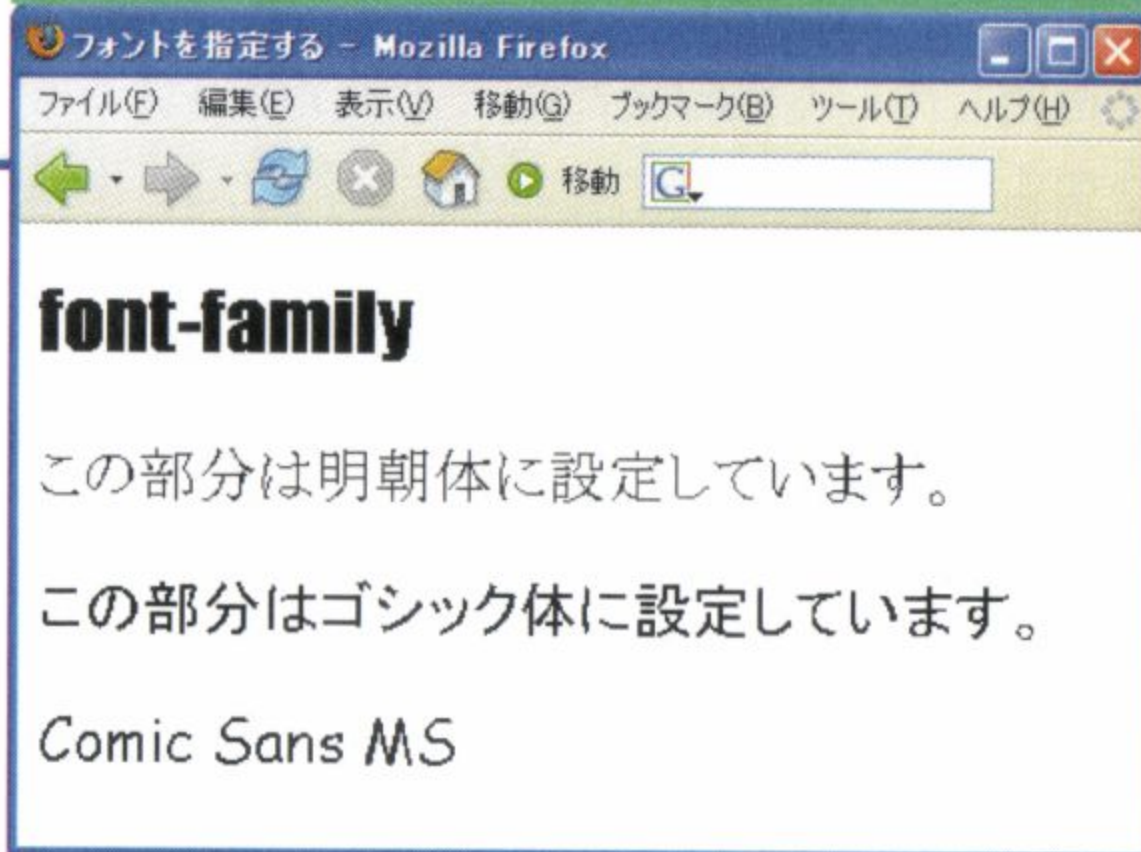 フォントを指定する - Mozilla Firefox
ファイル(F) 編集(E) 表示(V) 移動(G) ブックマーク(B) ツール(T) ヘルプ(H)
移動 G
font-family
この部分は明朝体に設定しています。
この部分はゴシック体に設定しています。
Comic Sans MS